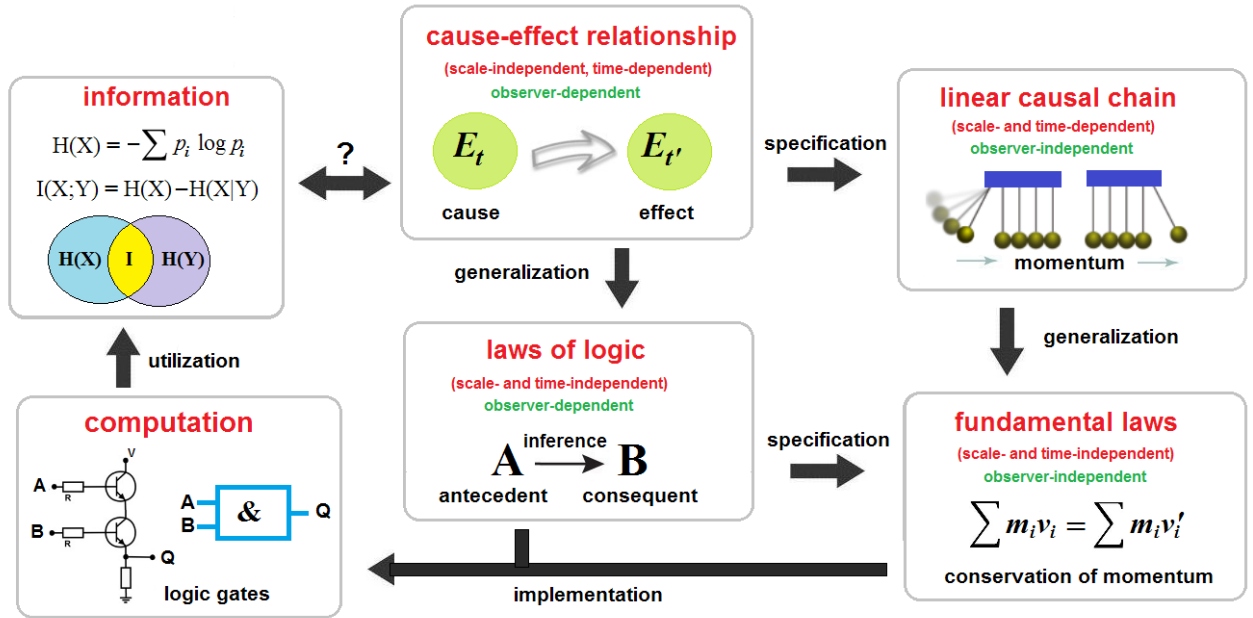 cause-effect relationship
(scale-independent, time-dependent)
observer-dependent
E_t
E_t'
cause
effect
information
H(X) = −∑ p_i log p_i
I(X;Y) = H(X)−H(X|Y)
H(X)
I
H(Y)
?
specification
linear causal chain
(scale- and time-dependent)
observer-independent
momentum
generalization
generalization
utilization
laws of logic
(scale- and time-independent)
observer-dependent
inference
A
B
antecedent
consequent
specification
fundamental laws
(scale- and time-independent)
observer-independent
∑ m_i v_i = ∑ m_i v_i'
conservation of momentum
computation
V
A
R
B
R
Q
A
B
&
Q
logic gates
implementation